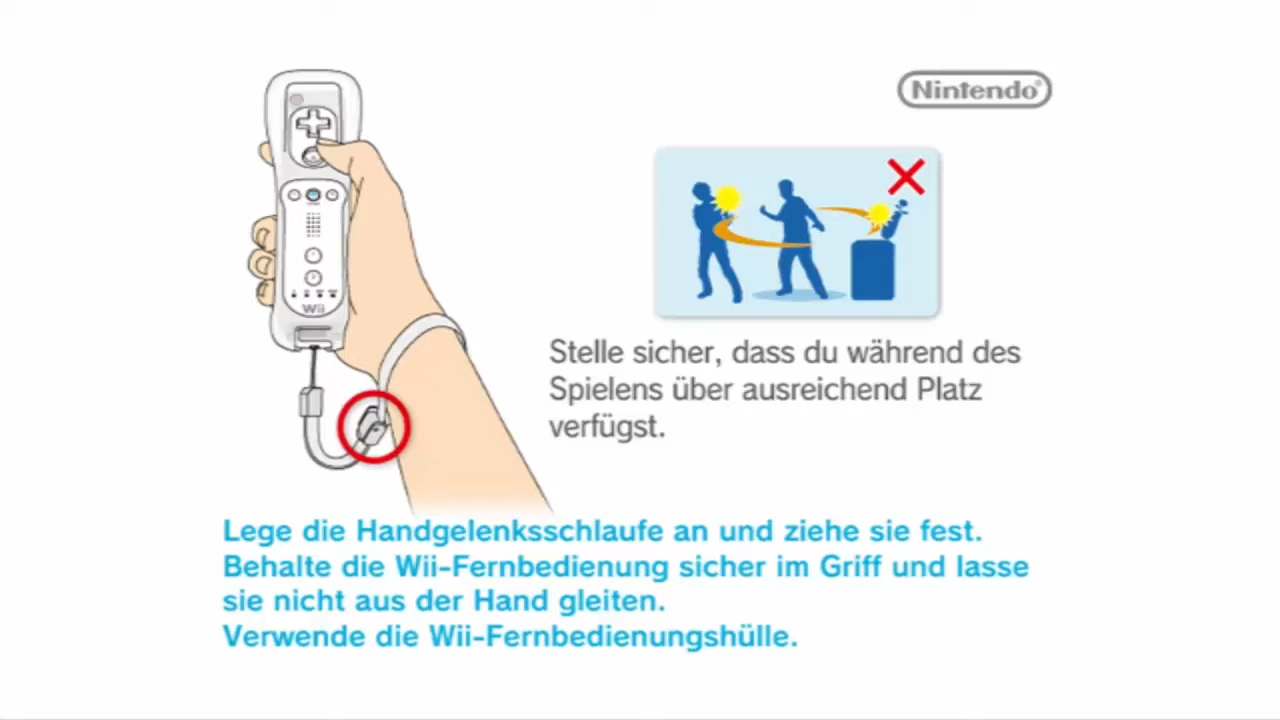 Nintendo®
Wii
Stelle sicher, dass du während des
Spielens über ausreichend Platz
verfügst.
Lege die Handgelenksschlaufe an und ziehe sie fest.
Behalte die Wii-Fernbedienung sicher im Griff und lasse
sie nicht aus der Hand gleiten.
Verwende die Wii-Fernbedienungshülle.